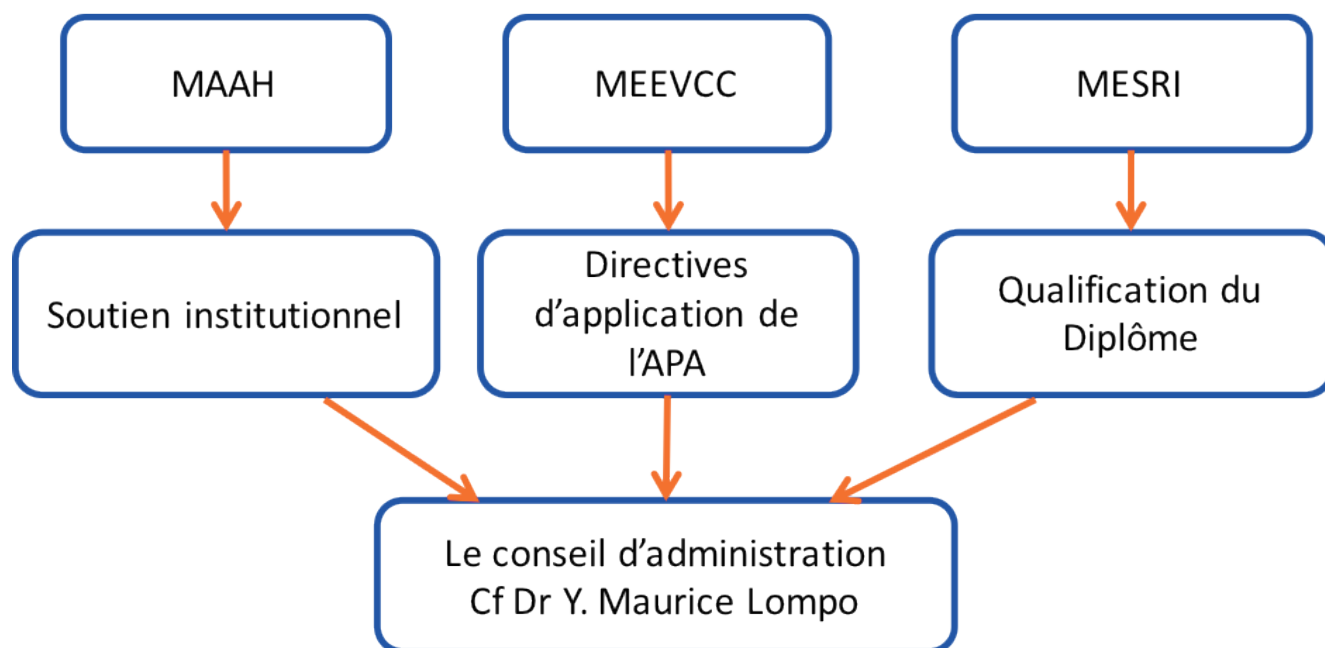 MAAH
MEEVCC
MESRI
Soutien institutionnel
Directives
d’application de
l’APA
Qualification du
Diplôme
Le conseil d’administration
Cf Dr Y. Maurice Lompo